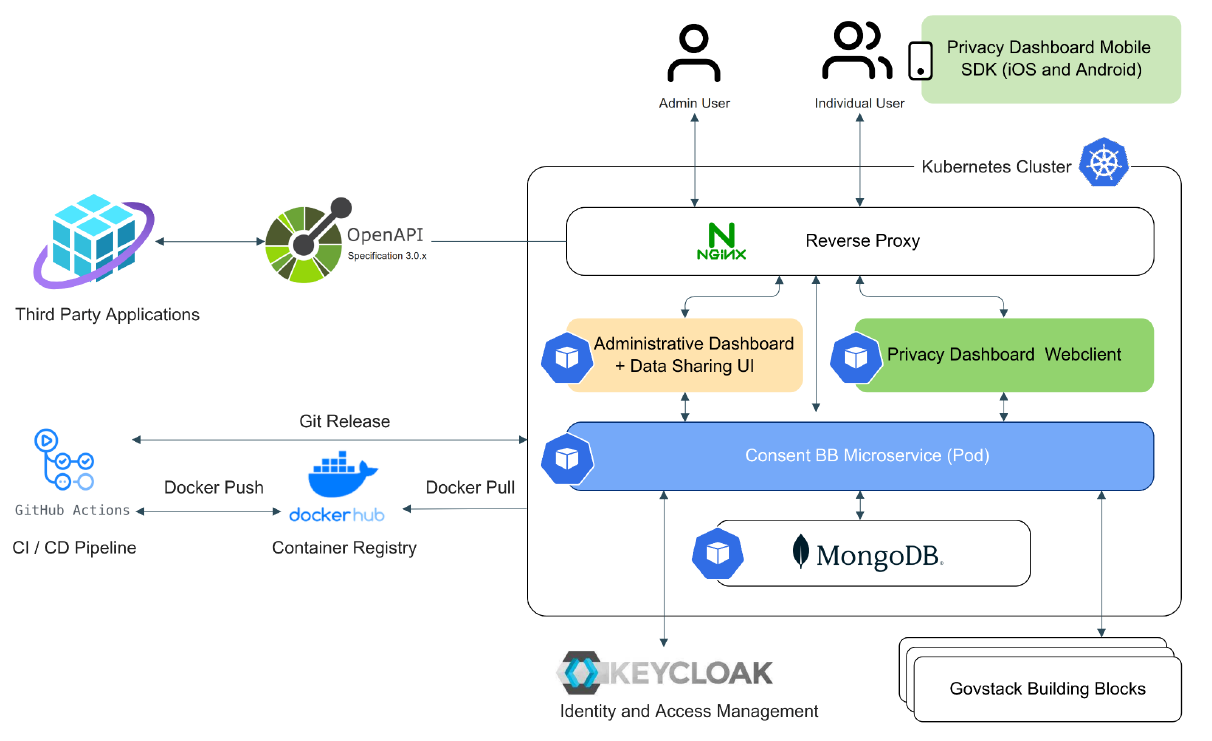 Privacy Dashboard Mobile
SDK (iOS and Android)
Admin User
Individual User
Kubernetes Cluster
NGINX
Reverse Proxy
OpenAPI
Specification 3.0.x
Third Party Applications
Administrative Dashboard
+ Data Sharing UI
Privacy Dashboard Webclient
Git Release
Consent BB Microservice (Pod)
Docker Push
Docker Pull
GitHub Actions
dockerhub
CI / CD Pipeline
Container Registry
MongoDB®
KEYCLOAK
Identity and Access Management
Govstack Building Blocks